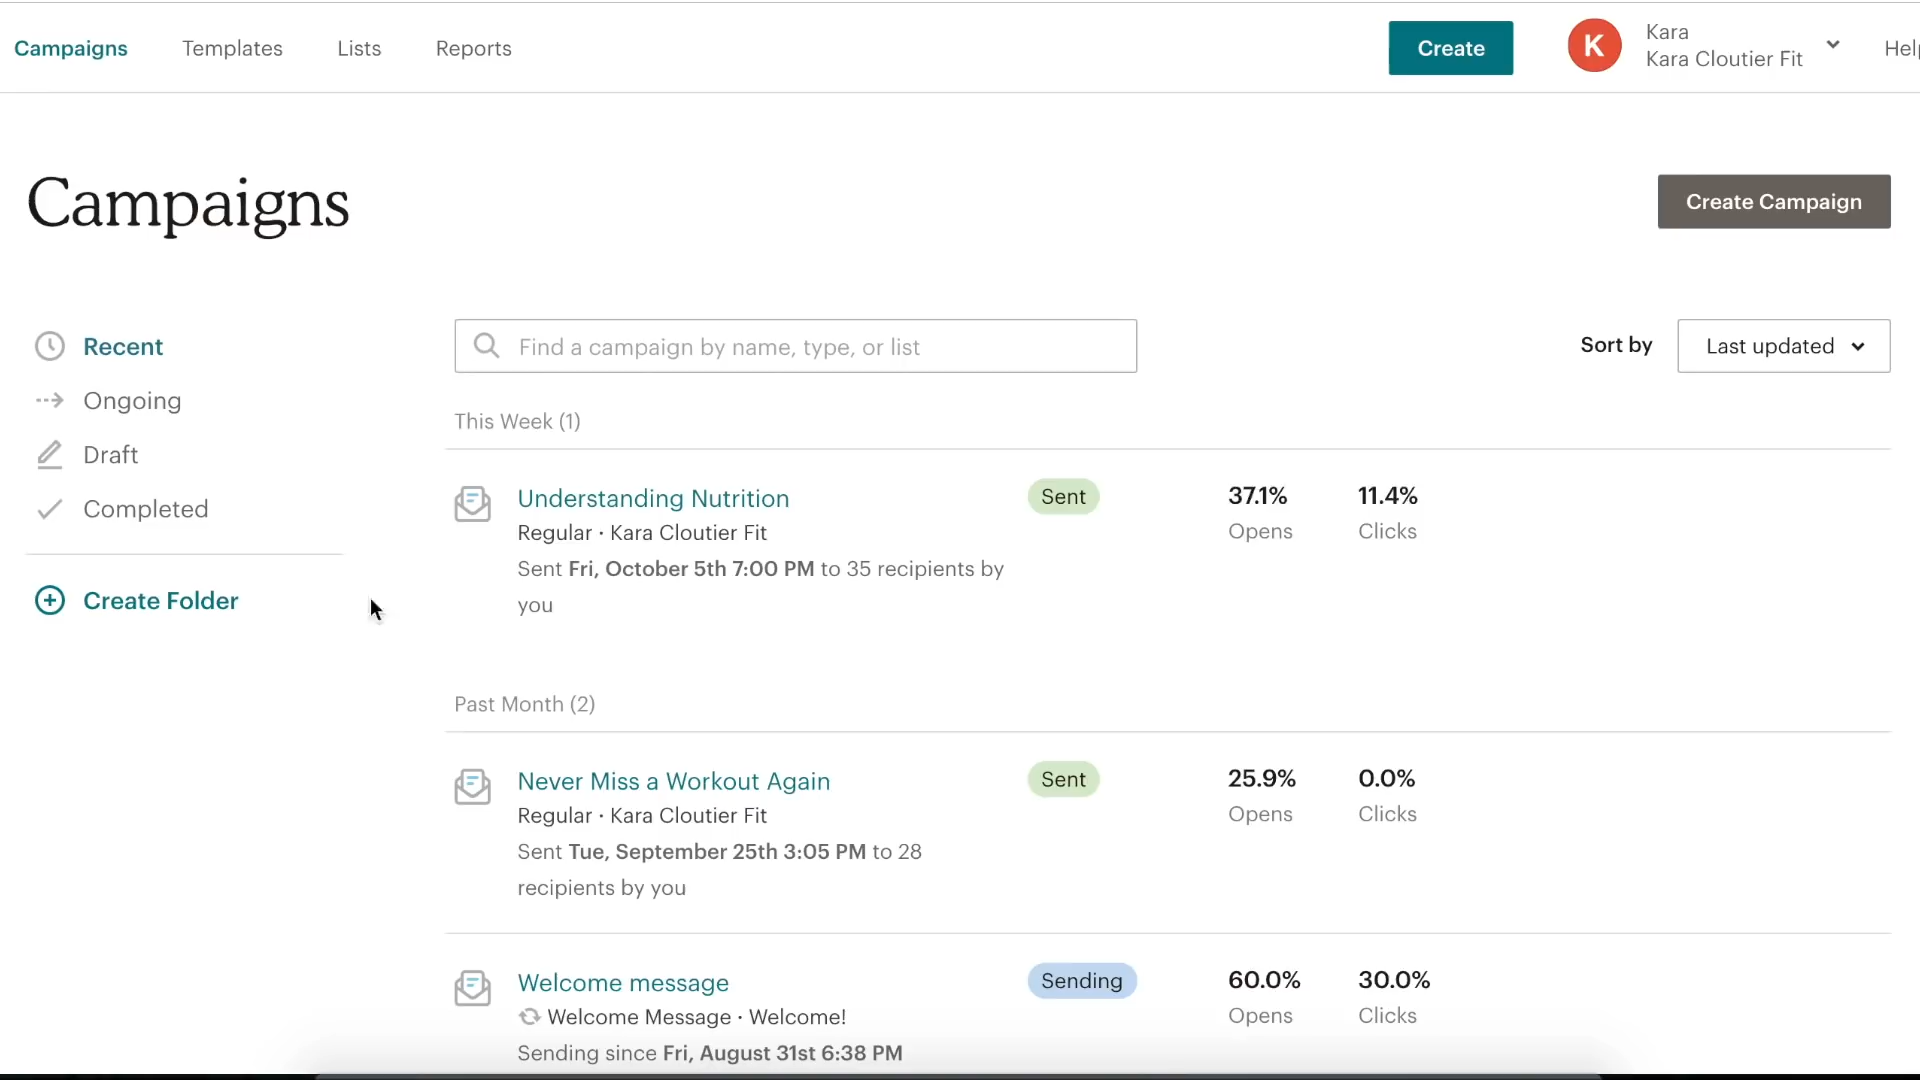 Campaigns
Templates
Lists
Reports
Create
K
Kara
Kara Cloutier Fit
Campaigns
Create Campaign
Recent
Ongoing
Draft
Completed
Create Folder
Find a campaign by name, type, or list
Sort by
Last updated
This Week (1)
Understanding Nutrition
Sent
37.1%
11.4%
Regular · Kara Cloutier Fit
Opens
Clicks
Sent Fri, October 5th 7:00 PM to 35 recipients by
you
Past Month (2)
Never Miss a Workout Again
Sent
25.9%
0.0%
Regular · Kara Cloutier Fit
Opens
Clicks
Sent Tue, September 25th 3:05 PM to 28
recipients by you
Welcome message
Sending
60.0%
30.0%
Welcome Message · Welcome!
Opens
Clicks
Sending since Fri, August 31st 6:38 PM